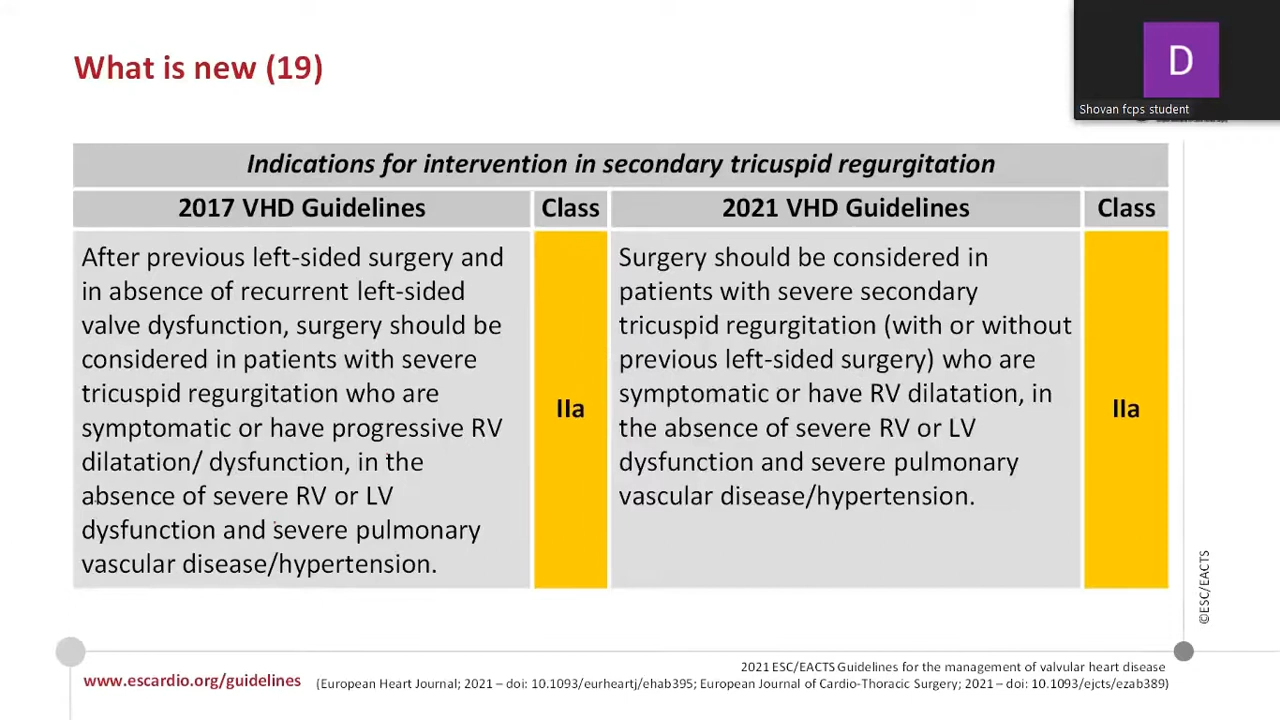 What is new (19)
D
Shovan fcps student
Indications for intervention in secondary tricuspid regurgitation
2017 VHD Guidelines
Class
2021 VHD Guidelines
Class
After previous left-sided surgery and
in absence of recurrent left-sided
valve dysfunction, surgery should be
considered in patients with severe
tricuspid regurgitation who are
symptomatic or have progressive RV
dilatation/ dysfunction, in the
absence of severe RV or LV
dysfunction and severe pulmonary
vascular disease/hypertension.
IIa
Surgery should be considered in
patients with severe secondary
tricuspid regurgitation (with or without
previous left-sided surgery) who are
symptomatic or have RV dilatation, in
the absence of severe RV or LV
dysfunction and severe pulmonary
vascular disease/hypertension.
IIa
©ESC/EACTS
www.escardio.org/guidelines
2021 ESC/EACTS Guidelines for the management of valvular heart disease
(European Heart Journal; 2021 – doi: 10.1093/eurheartj/ehab395; European Journal of Cardio-Thoracic Surgery; 2021 – doi: 10.1093/ejcts/ezab389)